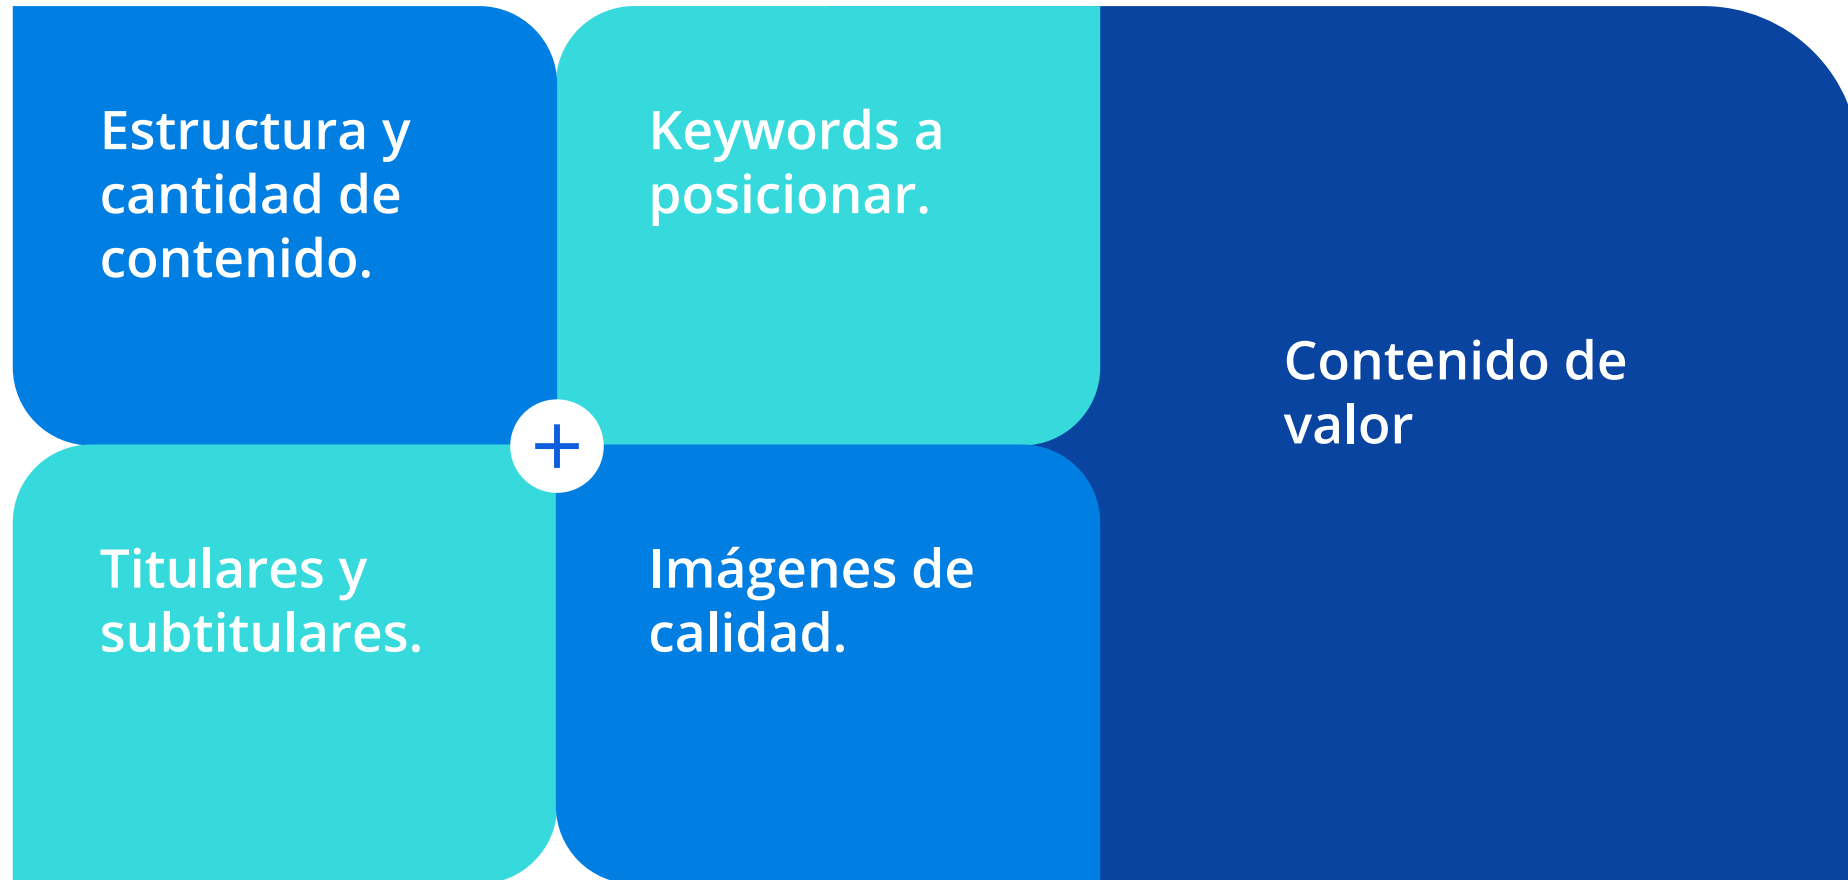 Estructura y
cantidad de
contenido.
Keywords a
posicionar.
Titulares y
subtitulares.
Imágenes de
calidad.
Contenido de
valor